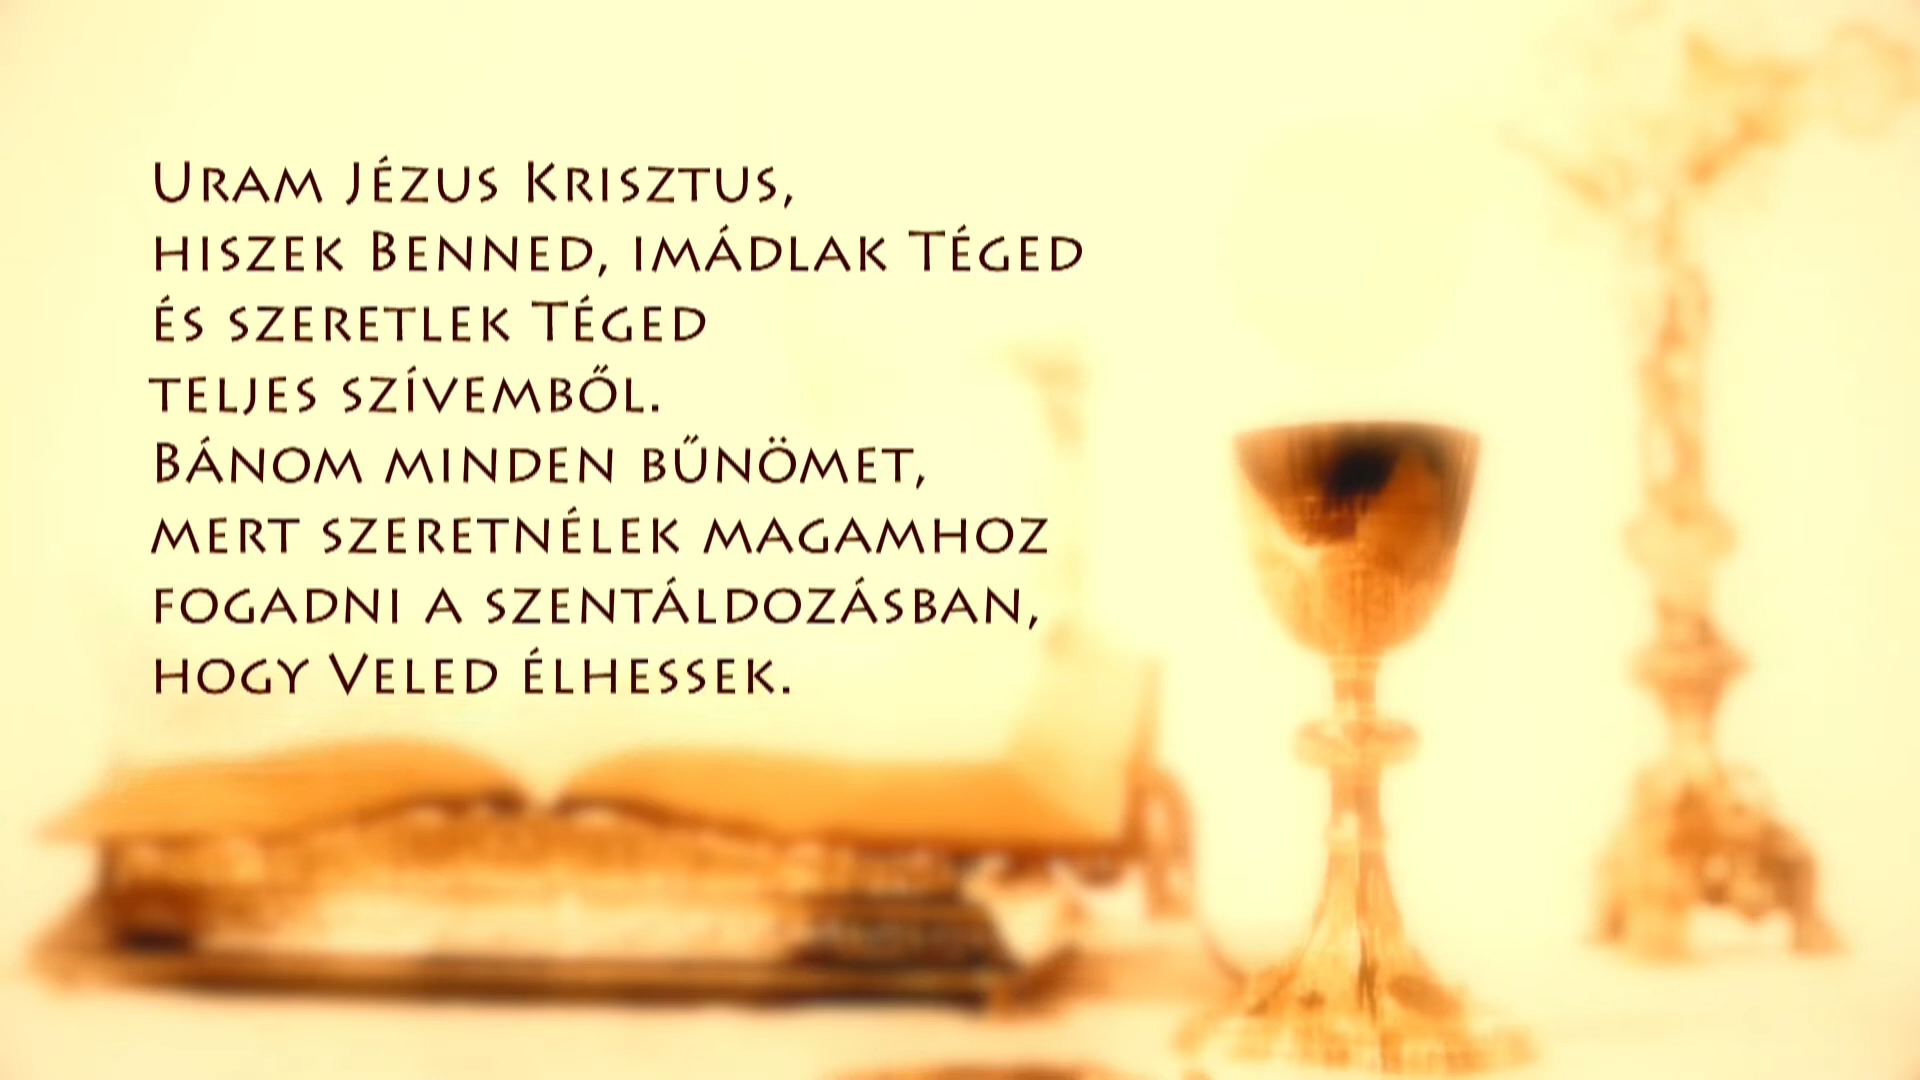 Uram Jézus Krisztus,
hiszek Benned, imádlak Téged
és szeretlek Téged
teljes szívemből.
Bánom minden bűnömet,
mert szeretnélek magamhoz
fogadni a szentáldozásban,
hogy Veled élhessek.